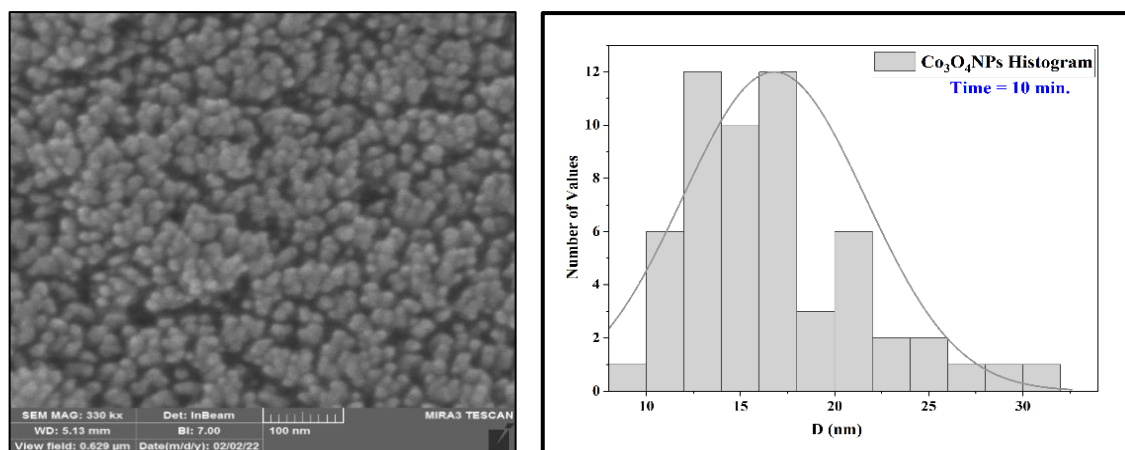 SEM MAG: 330 kx Det: InBeam MIRA3 TESCAN
WD: 5.13 mm BI: 7.00 100 nm
View field: 0.629 µm Date(m/d/y): 02/02/22
Co₃O₄NPs Histogram
Time = 10 min.
Number of Values
12
10
8
6
4
2
0
10 15 20 25 30
D (nm)